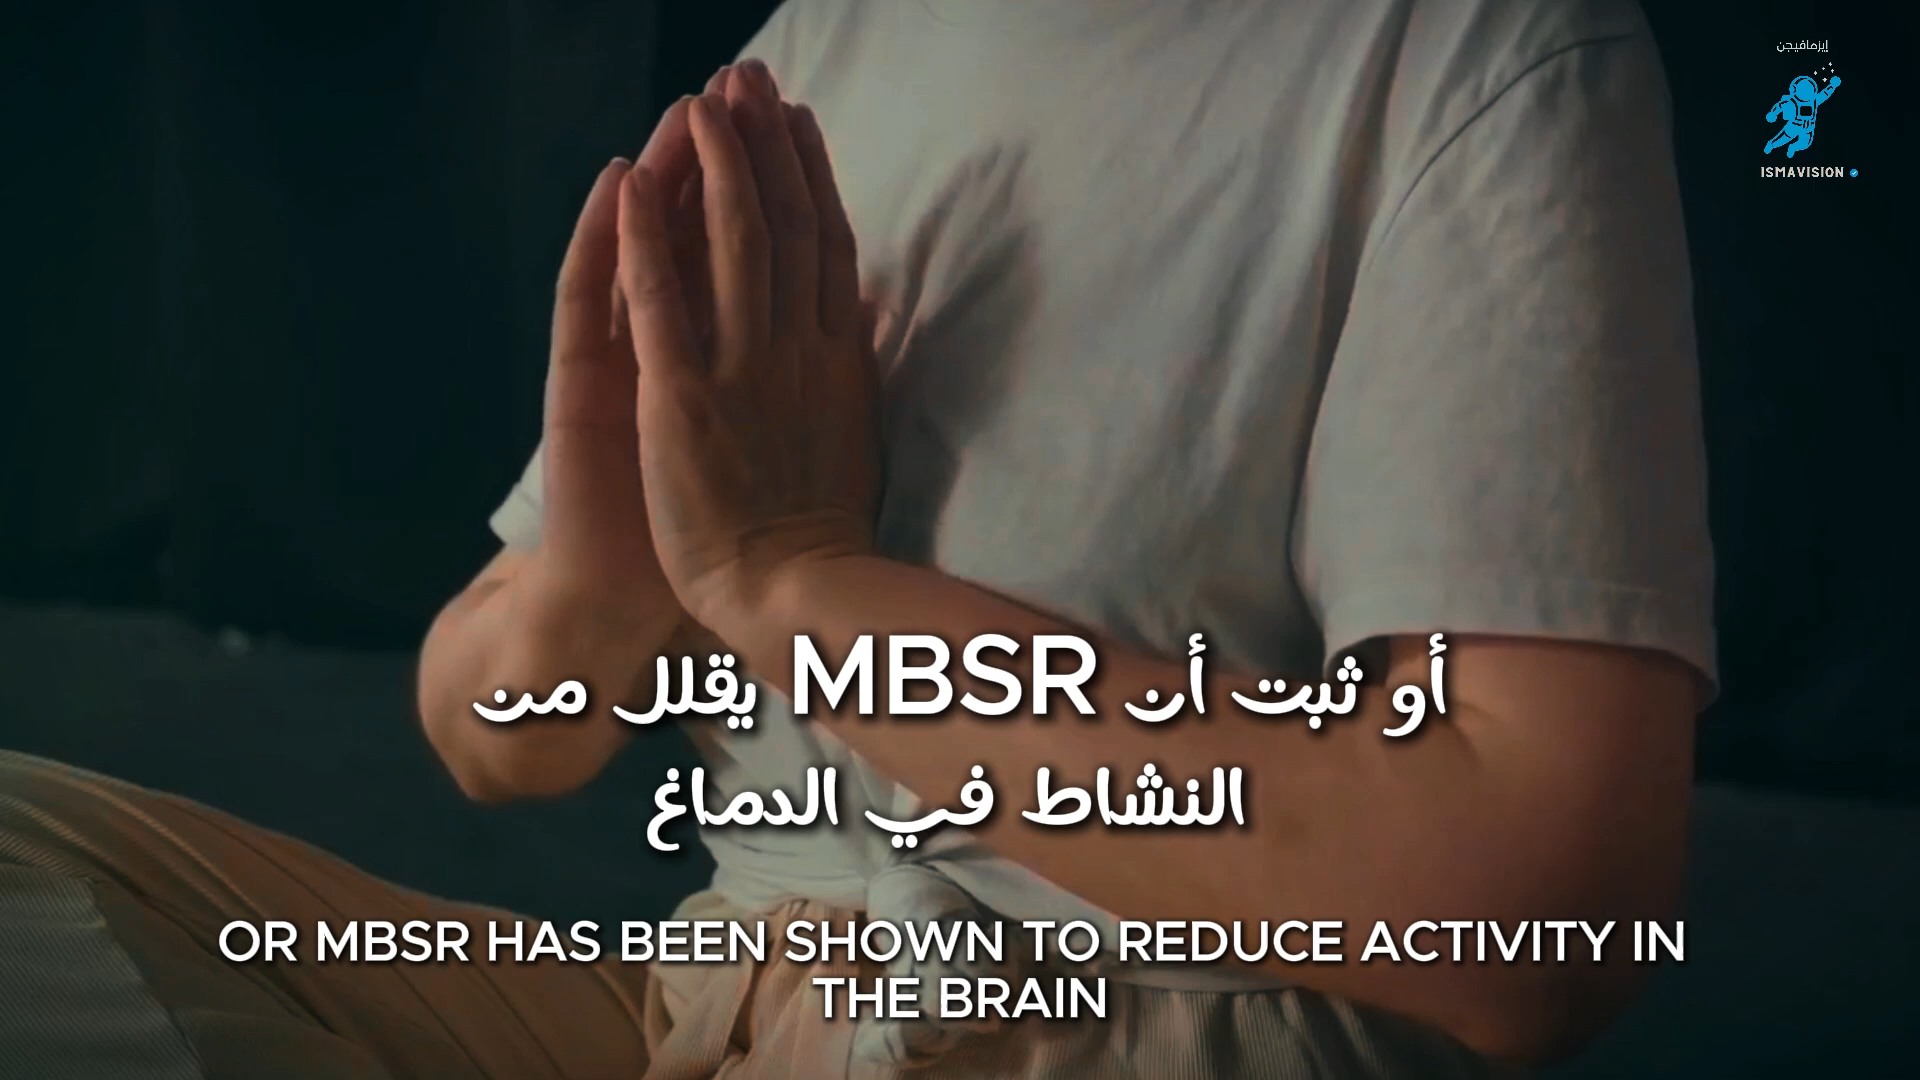 إيزمافيجن
ISMAVISION
أو ثبت أن MBSR يقلل من
النشاط في الدماغ
OR MBSR HAS BEEN SHOWN TO REDUCE ACTIVITY IN
THE BRAIN